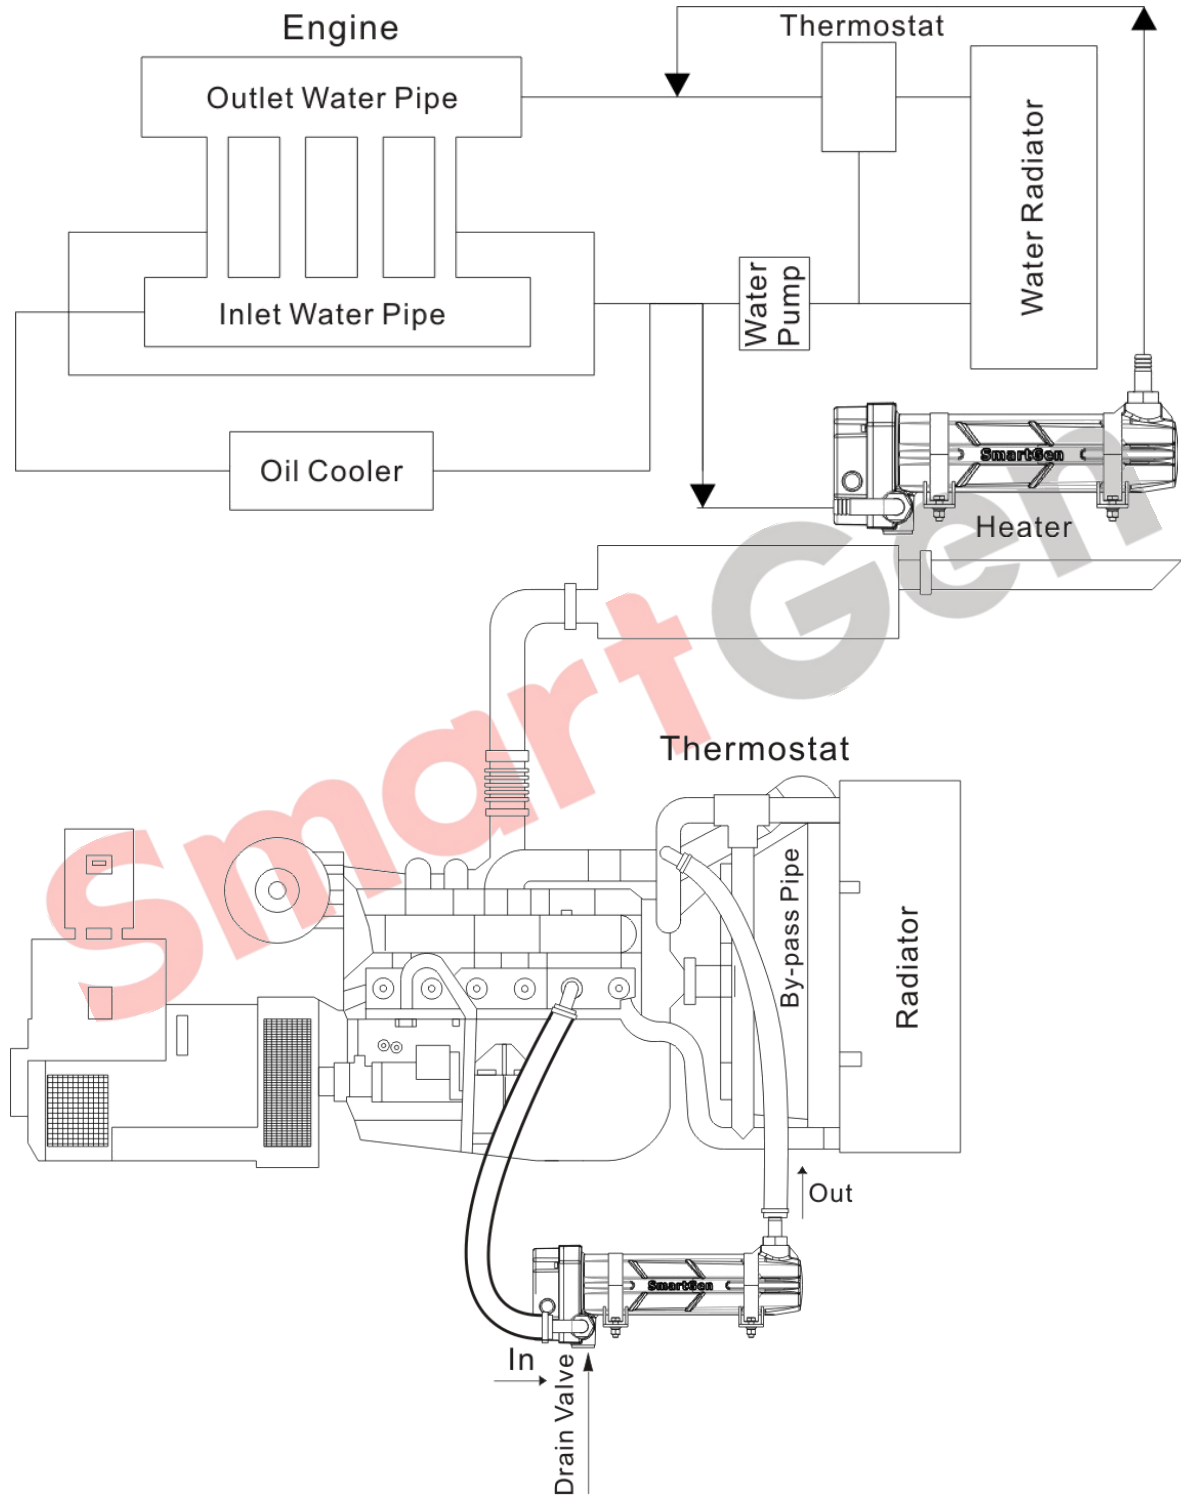 Engine
Thermostat
Outlet Water Pipe
Water Radiator
Inlet Water Pipe
Water
Pump
Oil Cooler
SmartGen
Heater
SmartGen
Thermostat
By-pass Pipe
Radiator
Out
SmartGen
In
Drain Valve